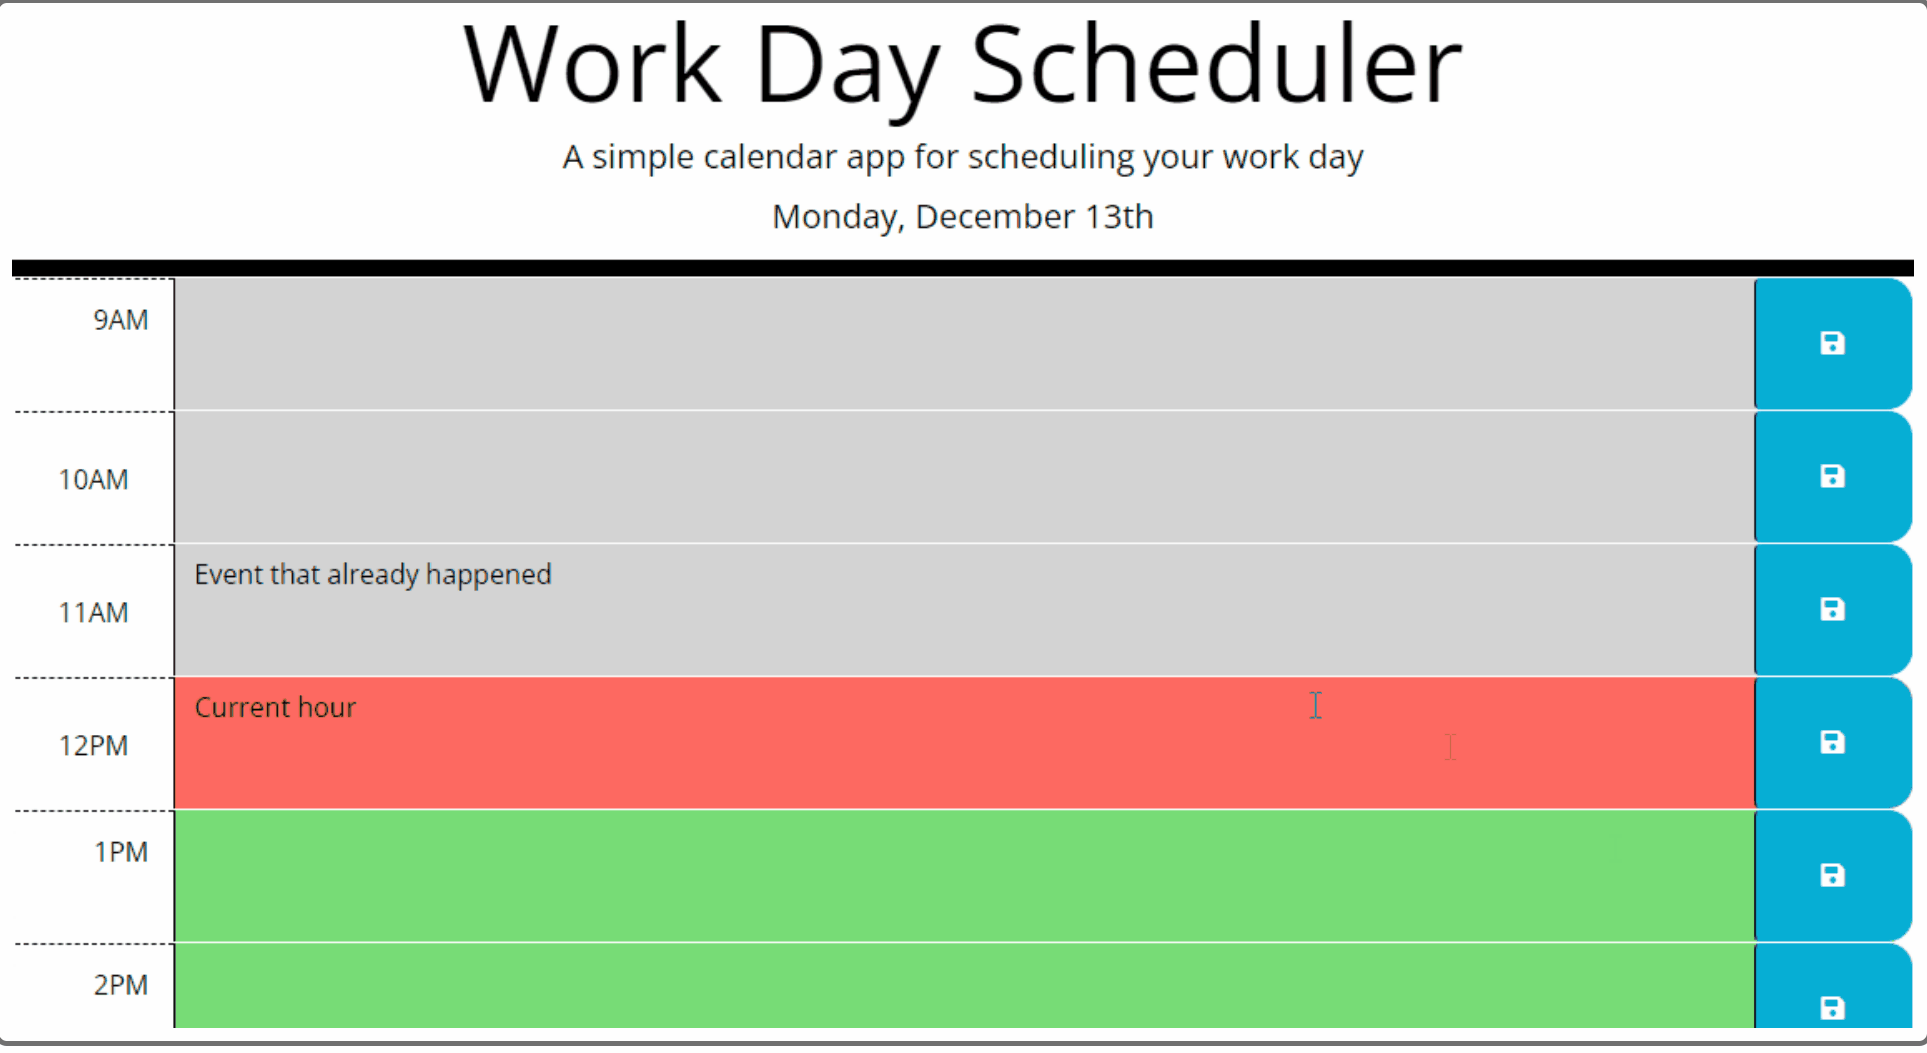 Work Day Scheduler
A simple calendar app for scheduling your work day
Monday, December 13th
9AM
10AM
11AM
Event that already happened
12PM
Current hour
1PM
2PM